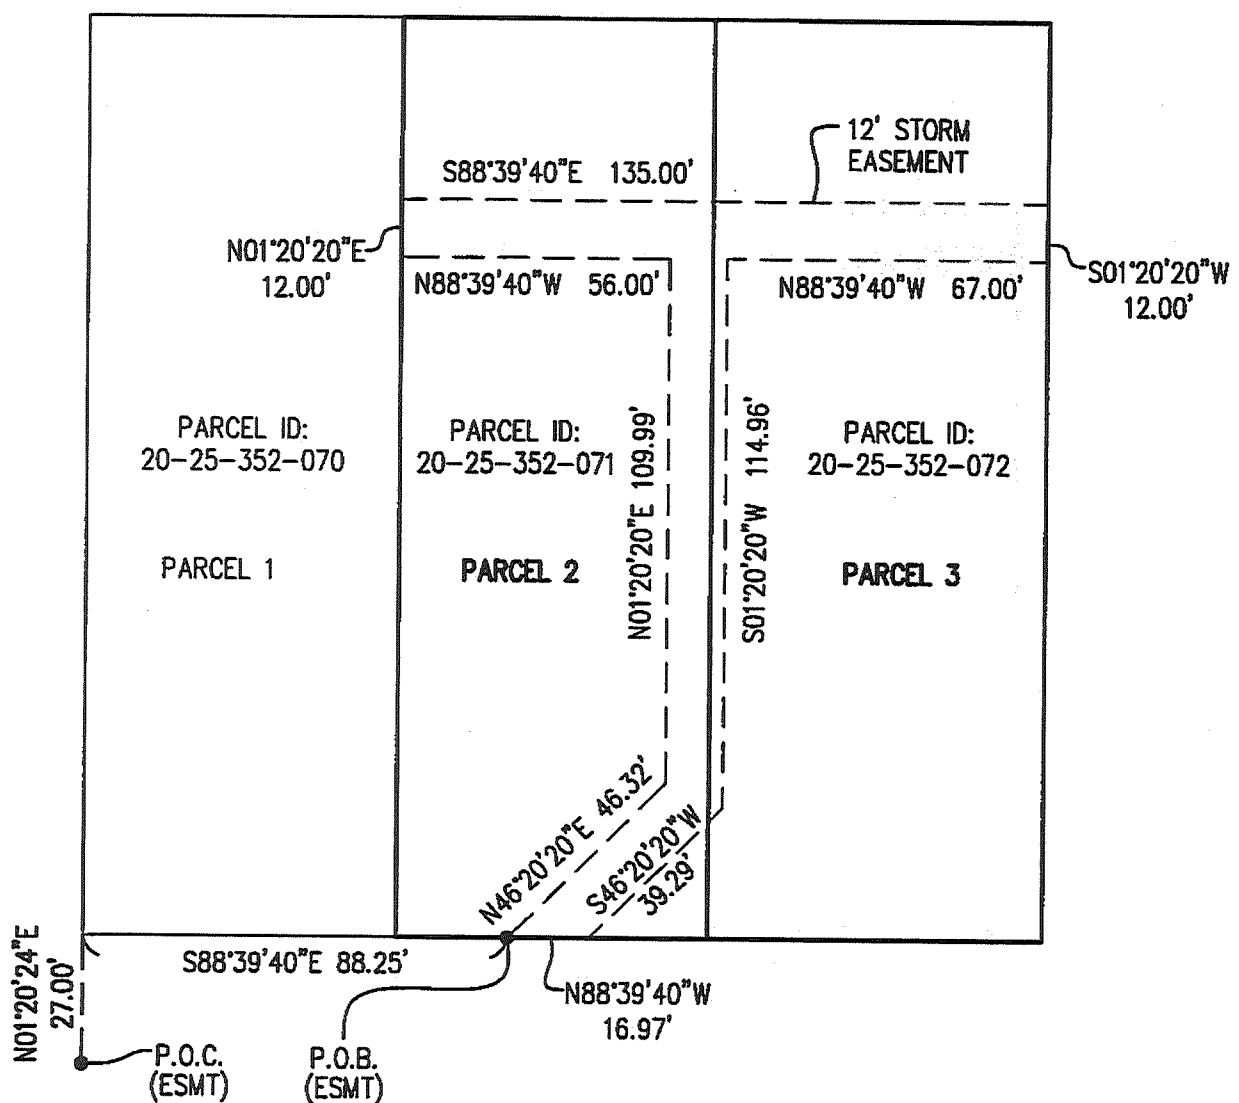 12' STORM
EASEMENT
S88°39'40"E 135.00'
N01°20'20"E
12.00'
N88°39'40"W 56.00'
N88°39'40"W 67.00'
S01°20'20"W
12.00'
PARCEL ID:
20-25-352-070
PARCEL ID:
20-25-352-071
N01°20'20"E 109.99'
S01°20'20"W 114.96'
PARCEL ID:
20-25-352-072
PARCEL 1
PARCEL 2
PARCEL 3
N46°20'20"E 46.32'
S46°20'20"W
39.29'
N01°20'24"E
27.00'
S88°39'40"E 88.25'
N88°39'40"W
16.97'
P.O.C.
(ESMT)
P.O.B.
(ESMT)